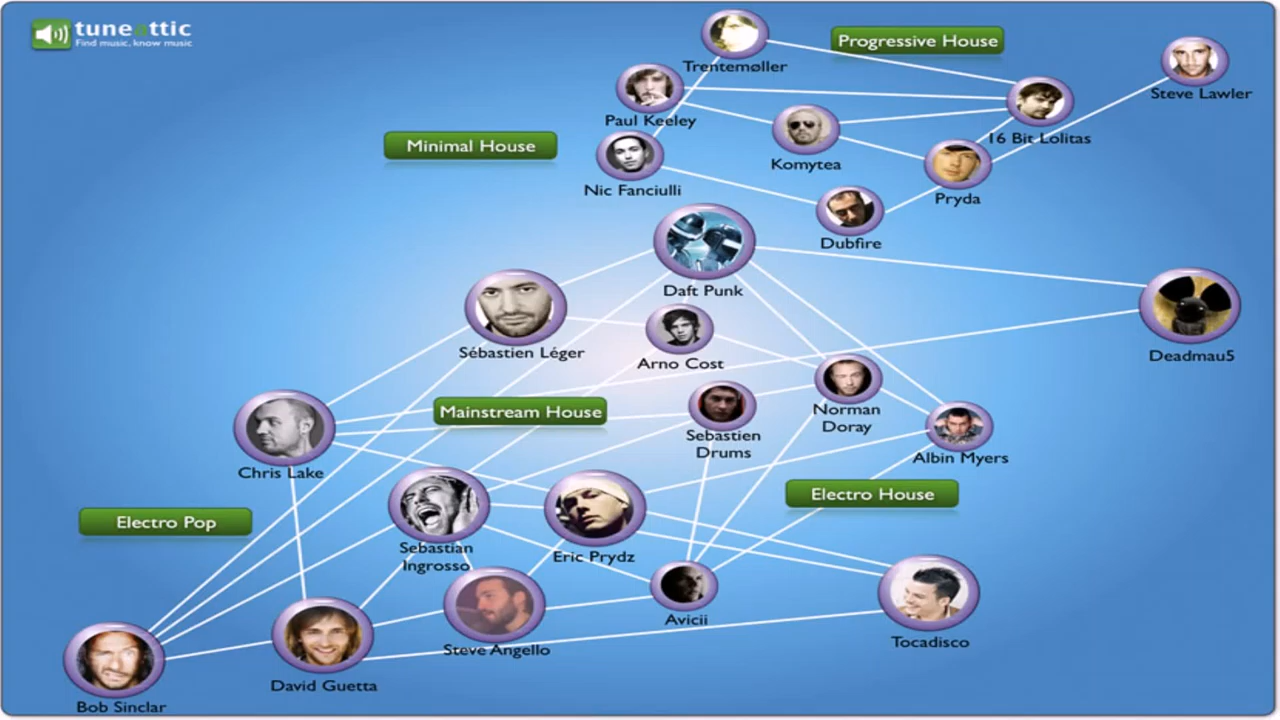 tuneattic
Find music, know music
Progressive House
Trentemøller
Steve Lawler
Paul Keeley
16 Bit Lolitas
Minimal House
Komytea
Nic Fanciulli
Pryda
Dubfire
Daft Punk
Sébastien Léger
Arno Cost
Deadmau5
Mainstream House
Norman
Doray
Sebastien
Drums
Albin Myers
Chris Lake
Electro House
Electro Pop
Sebastian
Ingrosso
Eric Prydz
Avicii
Tocadisco
Steve Angello
David Guetta
Bob Sinclar